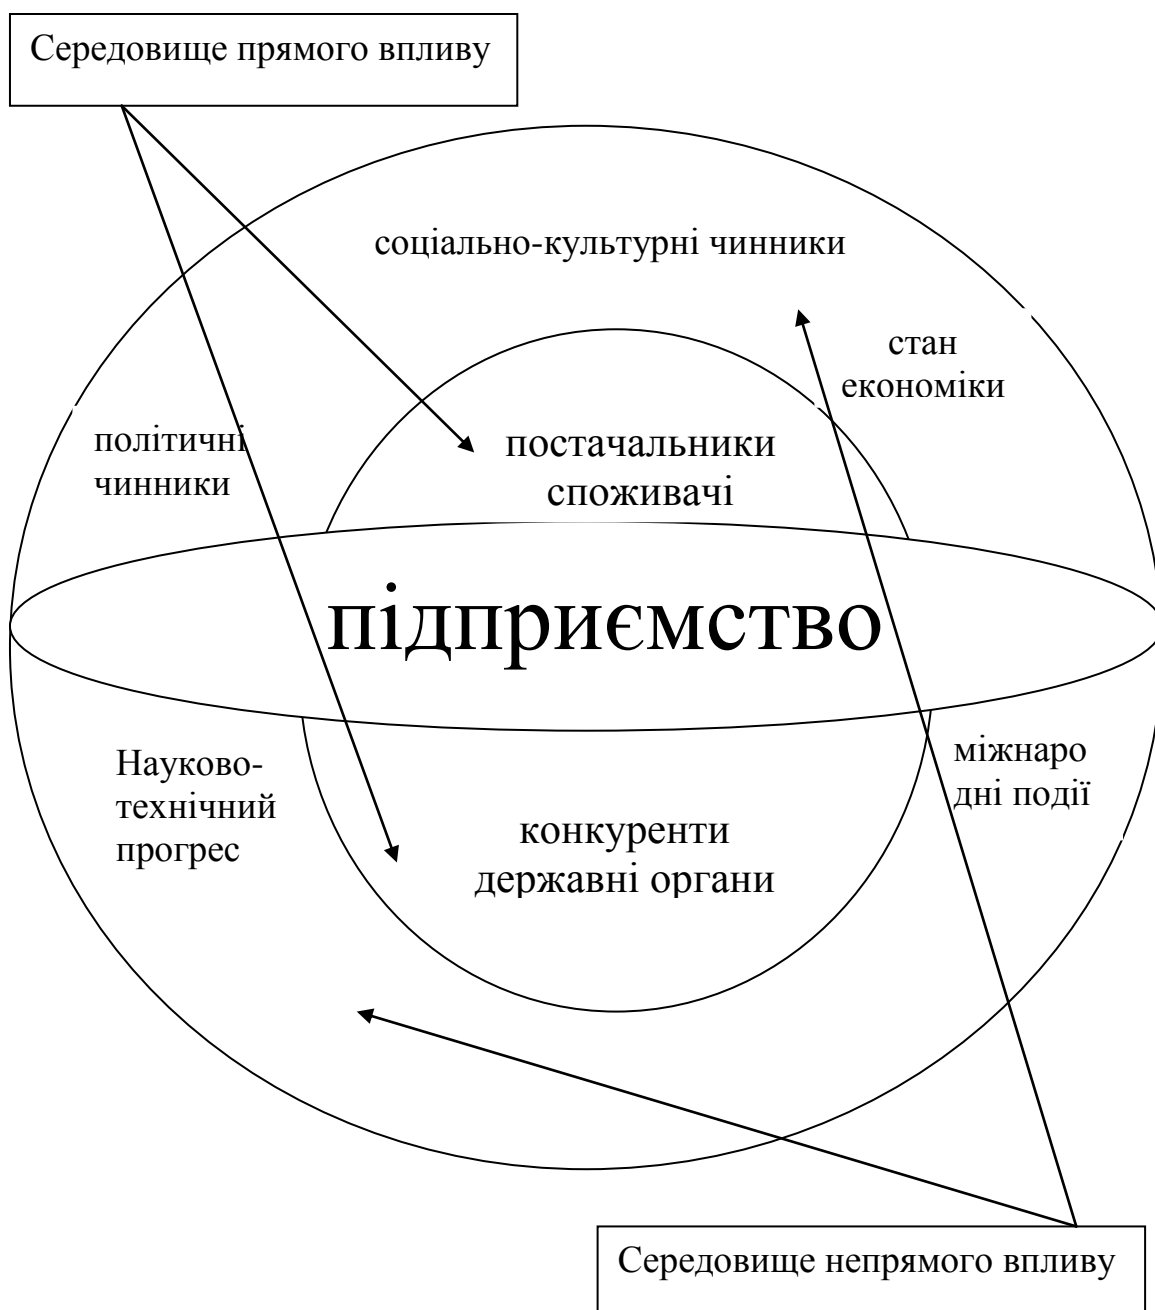 Середовище прямого впливу
соціально-культурні чинники
стан
економіки
політичні
чинники
постачальники
споживачі
підприємство
Науково-
технічний
прогрес
міжнаро
дні події
конкуренти
державні органи
Середовище непрямого впливу